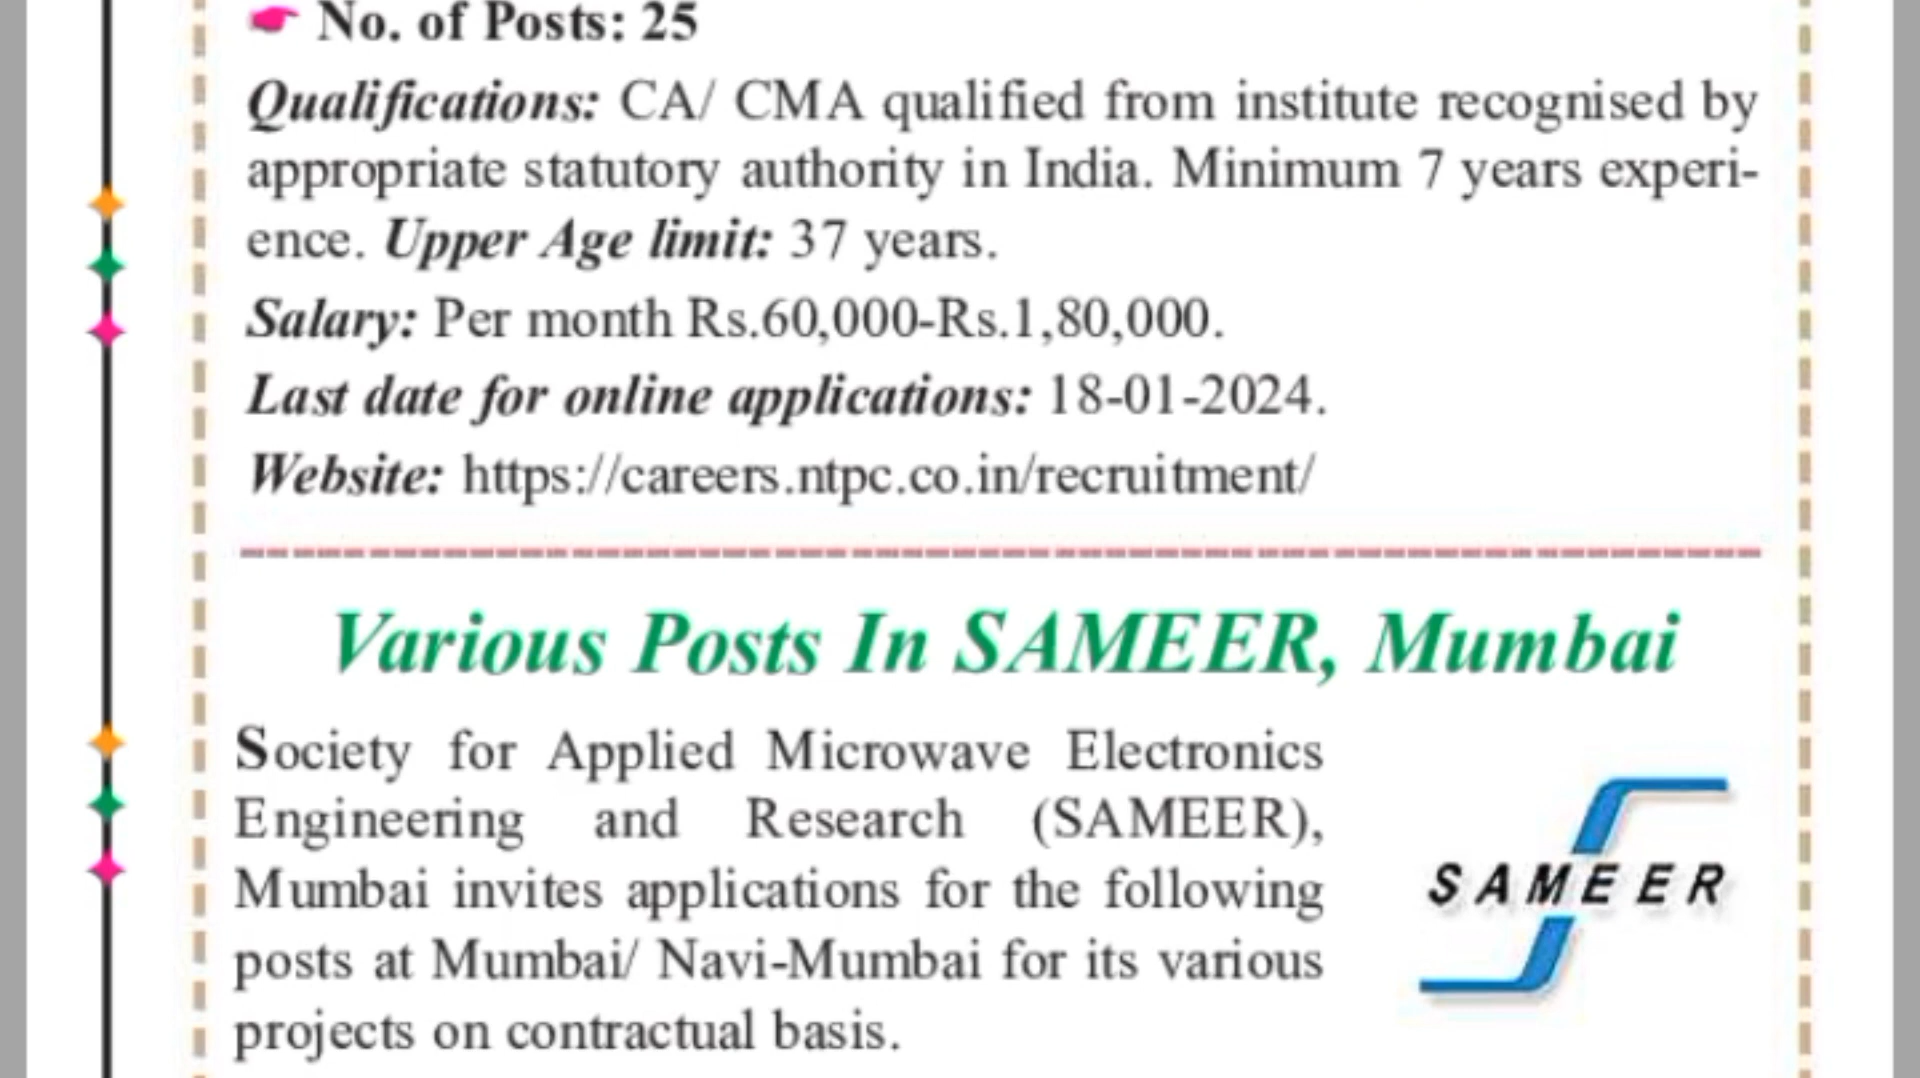 No. of Posts: 25
Qualifications: CA/ CMA qualified from institute recognised by
appropriate statutory authority in India. Minimum 7 years experi-
ence. Upper Age limit: 37 years.
Salary: Per month Rs.60,000-Rs.1,80,000.
Last date for online applications: 18-01-2024.
Website: https://careers.ntpc.co.in/recruitment/
Various Posts In SAMEER, Mumbai
Society for Applied Microwave Electronics
Engineering and Research (SAMEER),
Mumbai invites applications for the following
posts at Mumbai/ Navi-Mumbai for its various
projects on contractual basis.
SAMEER